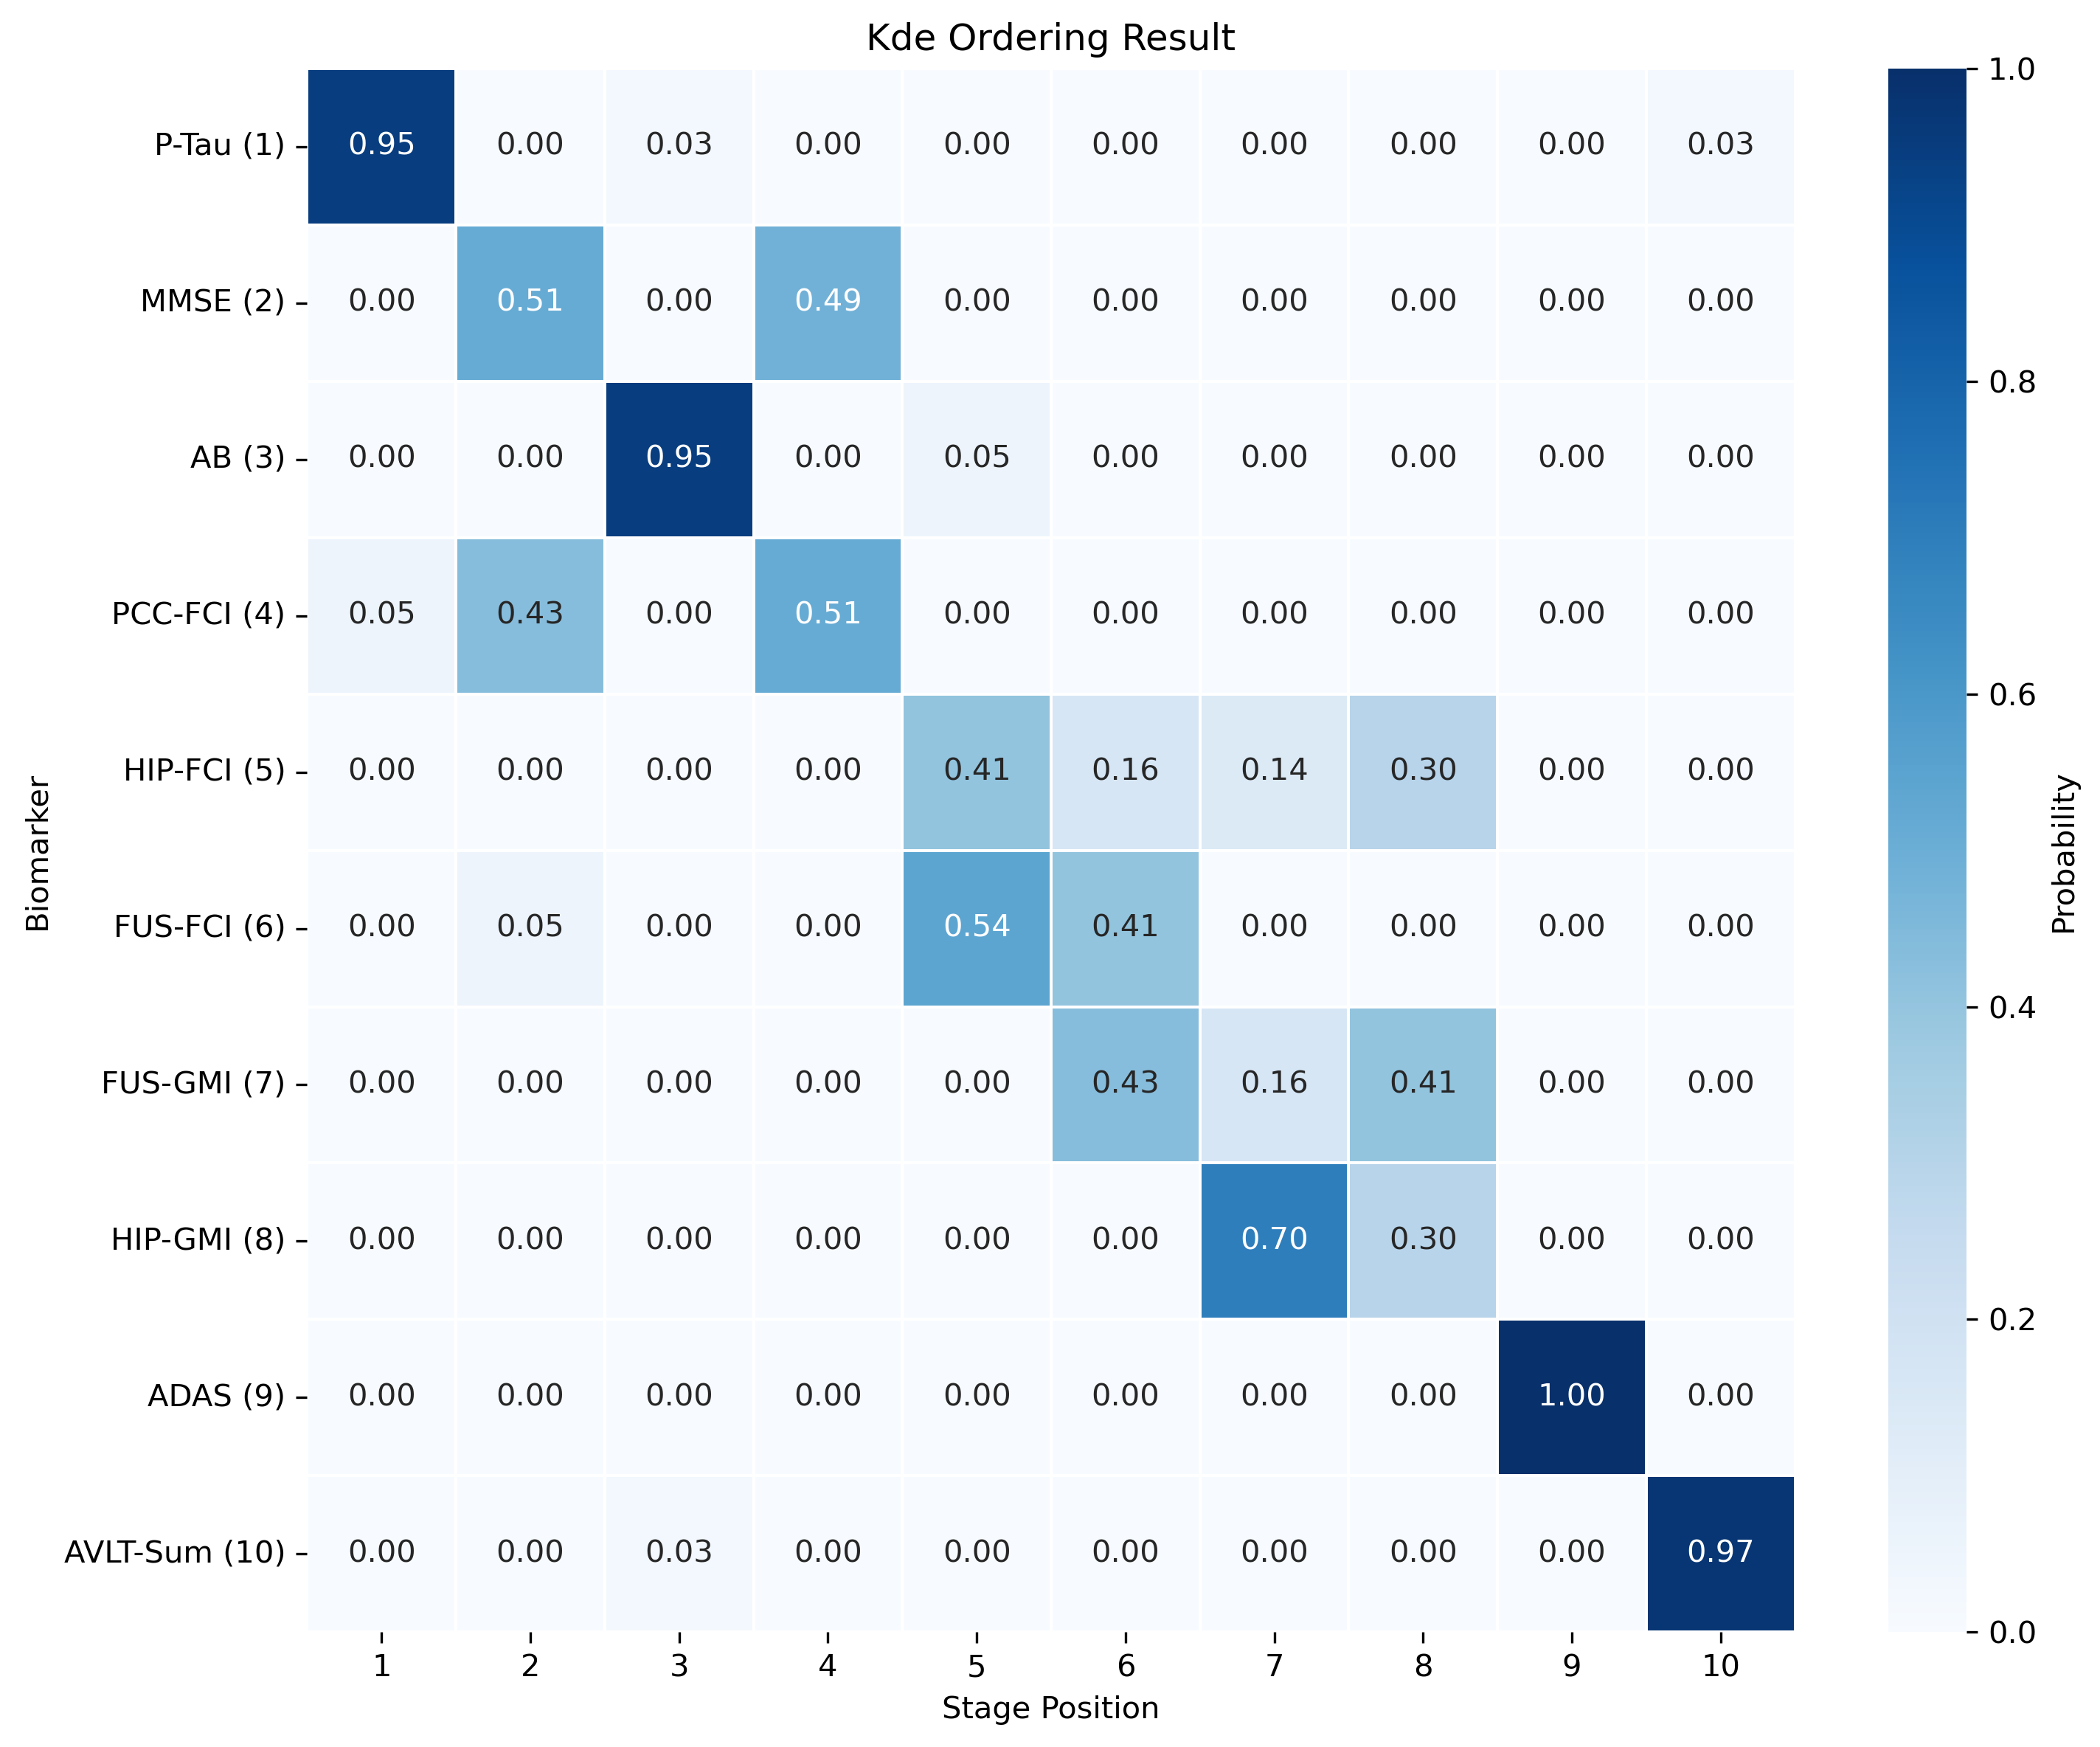 Kde Ordering Result
P-Tau (1) 0.95 0.00 0.03 0.00 0.00 0.00 0.00 0.00 0.00 0.03
MMSE (2) 0.00 0.51 0.00 0.49 0.00 0.00 0.00 0.00 0.00 0.00
AB (3) 0.00 0.00 0.95 0.00 0.05 0.00 0.00 0.00 0.00 0.00
PCC-FCI (4) 0.05 0.43 0.00 0.51 0.00 0.00 0.00 0.00 0.00 0.00
HIP-FCI (5) 0.00 0.00 0.00 0.00 0.41 0.16 0.14 0.30 0.00 0.00
FUS-FCI (6) 0.00 0.05 0.00 0.00 0.54 0.41 0.00 0.00 0.00 0.00
FUS-GMI (7) 0.00 0.00 0.00 0.00 0.00 0.43 0.16 0.41 0.00 0.00
HIP-GMI (8) 0.00 0.00 0.00 0.00 0.00 0.00 0.70 0.30 0.00 0.00
ADAS (9) 0.00 0.00 0.00 0.00 0.00 0.00 0.00 0.00 1.00 0.00
AVLT-Sum (10) 0.00 0.00 0.03 0.00 0.00 0.00 0.00 0.00 0.00 0.97
1 2 3 4 5 6 7 8 9 10
Stage Position
Biomarker
1.0
0.8
0.6
0.4
0.2
0.0
Probability